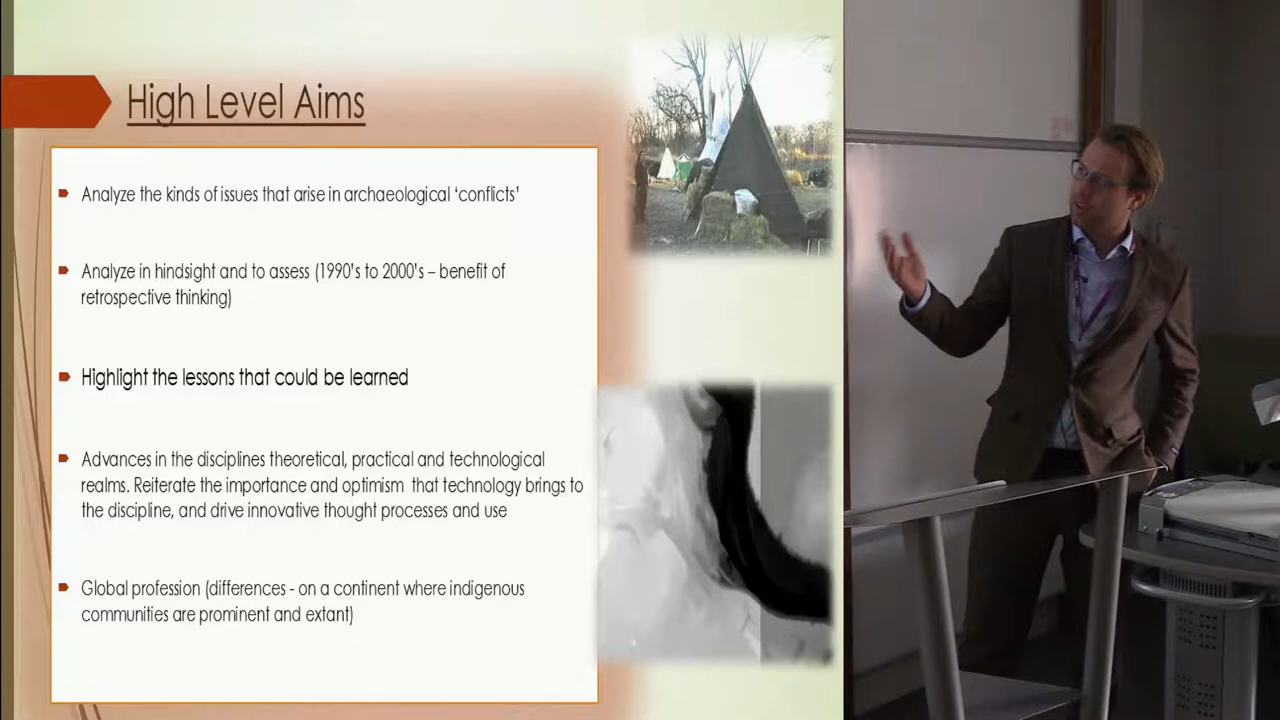 High Level Aims
Analyze the kinds of issues that arise in archaeological ‘conflicts’
Analyze in hindsight and to assess (1990's to 2000's – benefit of
retrospective thinking)
Highlight the lessons that could be learned
Advances in the disciplines theoretical, practical and technological
realms. Reiterate the importance and optimism that technology brings to
the discipline, and drive innovative thought processes and use
Global profession (differences - on a continent where indigenous
communities are prominent and extant)